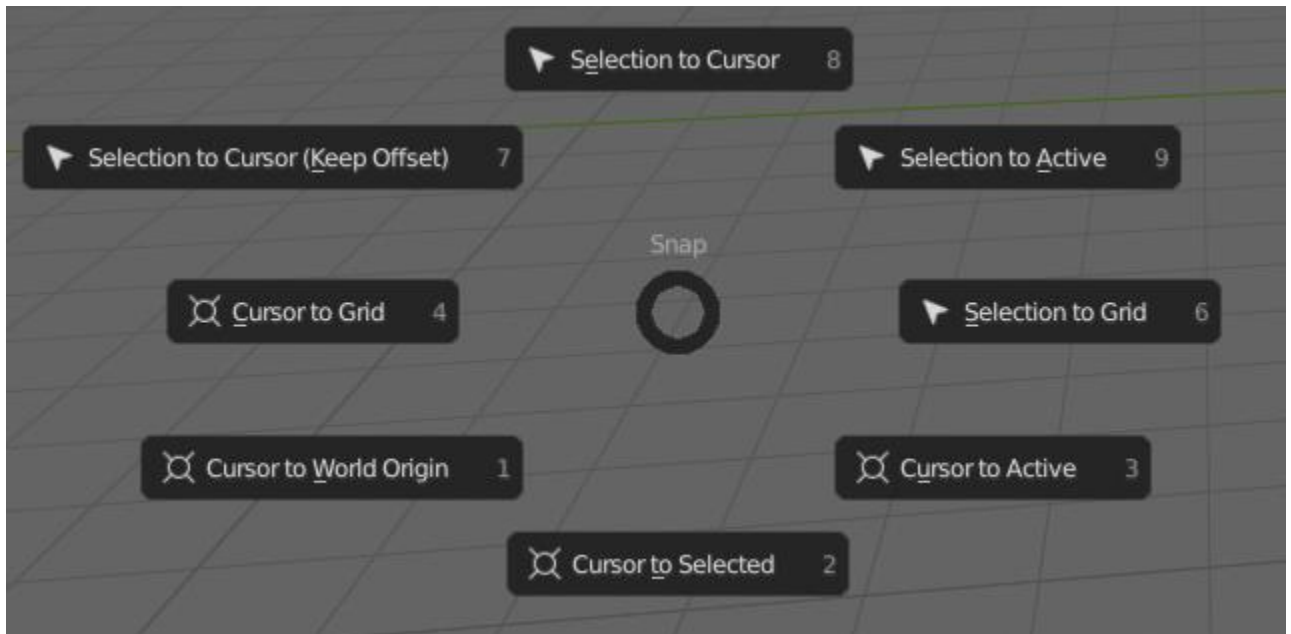 Selection to Cursor 8
Selection to Cursor (Keep Offset) 7
Selection to Active 9
Snap
Cursor to Grid 4
Selection to Grid 6
Cursor to World Origin 1
Cursor to Active 3
Cursor to Selected 2